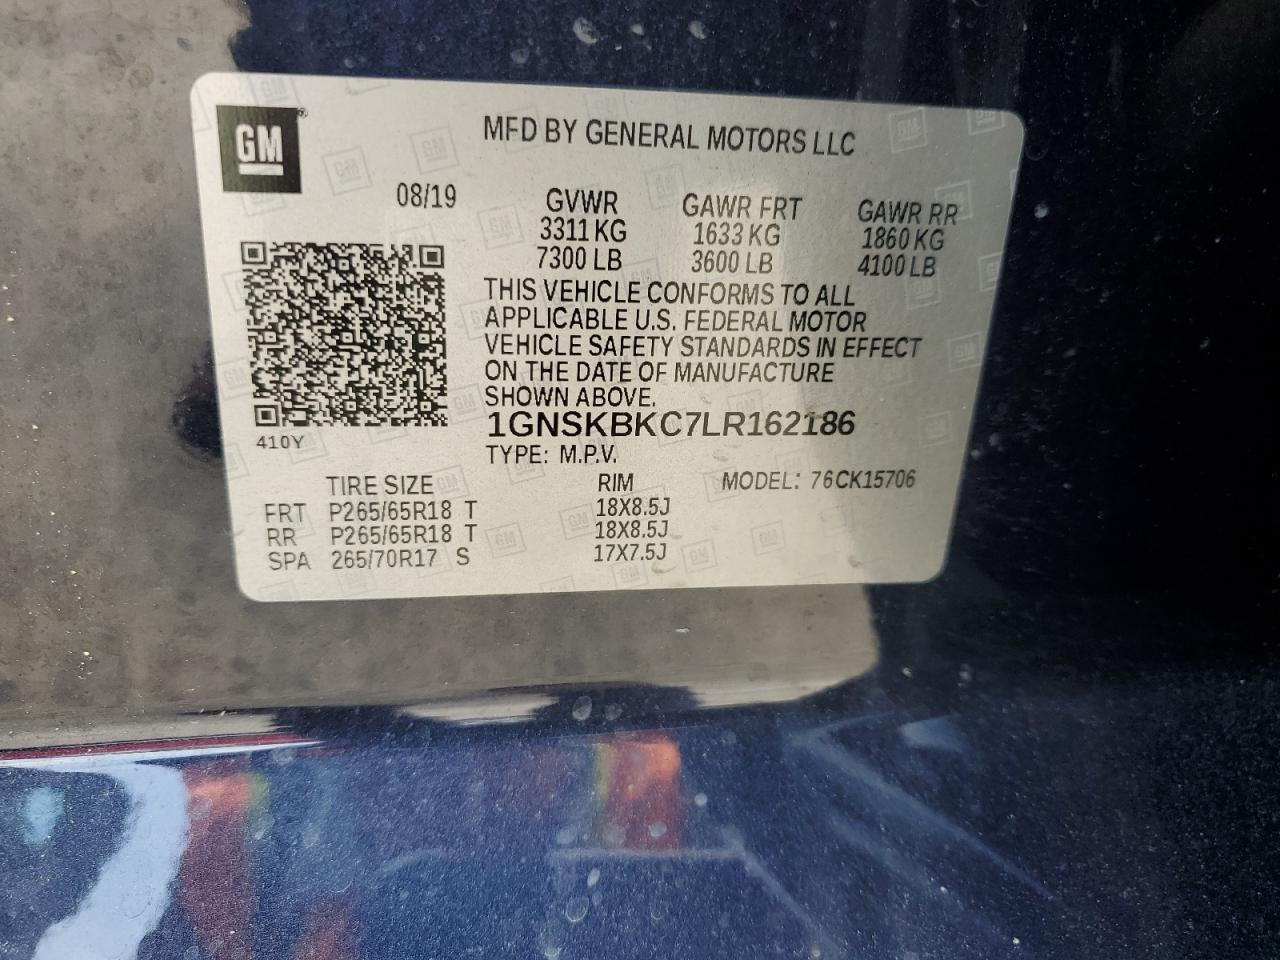 GM®
MFD BY GENERAL MOTORS LLC
08/19
GVWR GAWR FRT GAWR RR
3311 KG 1633 KG 1860 KG
7300 LB 3600 LB 4100 LB
THIS VEHICLE CONFORMS TO ALL
APPLICABLE U.S. FEDERAL MOTOR
VEHICLE SAFETY STANDARDS IN EFFECT
ON THE DATE OF MANUFACTURE
SHOWN ABOVE.
1GNSKBKC7LR162186
410Y
TYPE: M.P.V.
TIRE SIZE RIM MODEL: 76CK15706
FRT P265/65R18 T 18X8.5J
RR P265/65R18 T 18X8.5J
SPA 265/70R17 S 17X7.5J